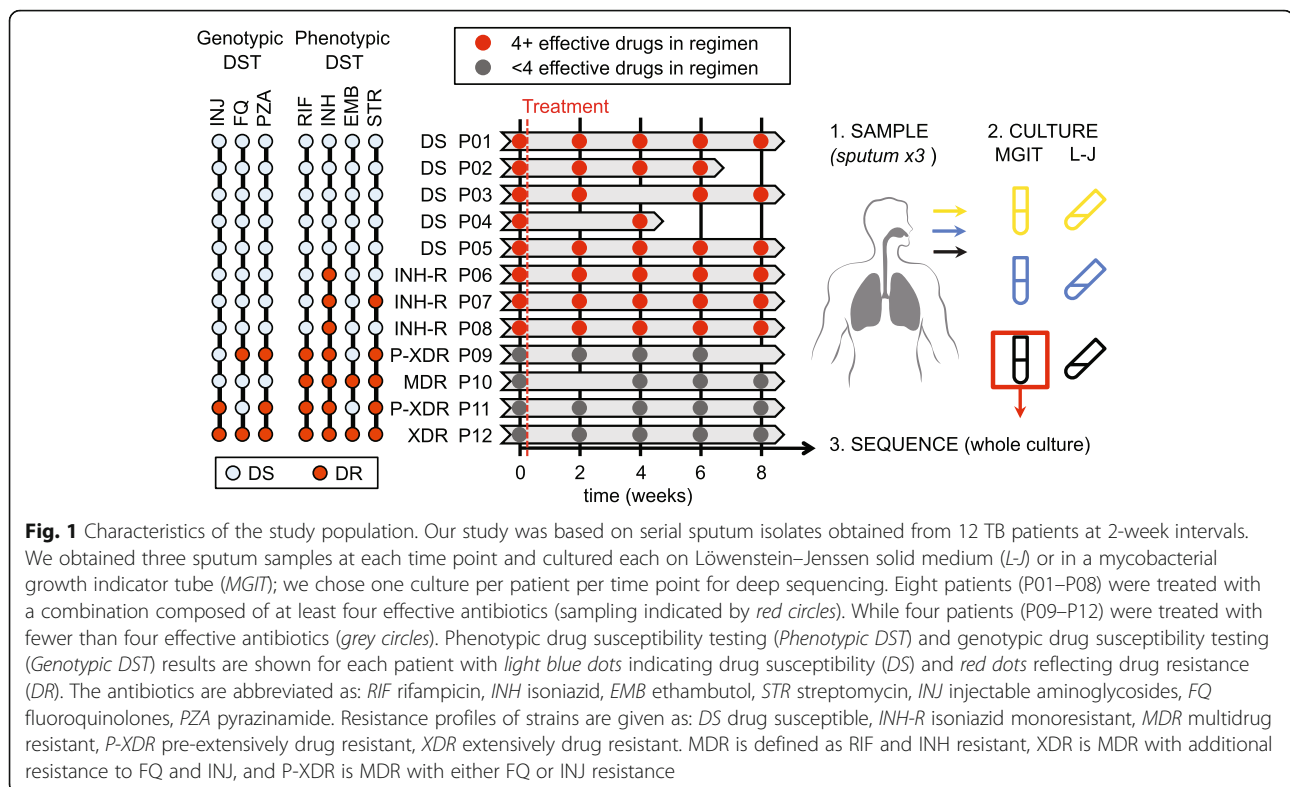 Genotypic DST
Phenotypic DST
INJ
FQ
PZA
RIF
INH
EMB
STR
4+ effective drugs in regimen
<4 effective drugs in regimen
Treatment
DS P01
DS P02
DS P03
DS P04
DS P05
INH-R P06
INH-R P07
INH-R P08
P-XDR P09
MDR P10
P-XDR P11
XDR P12
DS DR
0 2 4 6 8
time (weeks)
1. SAMPLE
(sputum x3 )
2. CULTURE
MGIT L-J
3. SEQUENCE (whole culture)
Fig. 1 Characteristics of the study population. Our study was based on serial sputum isolates obtained from 12 TB patients at 2-week intervals.
We obtained three sputum samples at each time point and cultured each on Löwenstein–Jenssen solid medium (L-J) or in a mycobacterial
growth indicator tube (MGIT); we chose one culture per patient per time point for deep sequencing. Eight patients (P01–P08) were treated with
a combination composed of at least four effective antibiotics (sampling indicated by red circles). While four patients (P09–P12) were treated with
fewer than four effective antibiotics (grey circles). Phenotypic drug susceptibility testing (Phenotypic DST) and genotypic drug susceptibility testing
(Genotypic DST) results are shown for each patient with light blue dots indicating drug susceptibility (DS) and red dots reflecting drug resistance
(DR). The antibiotics are abbreviated as: RIF rifampicin, INH isoniazid, EMB ethambutol, STR streptomycin, INJ injectable aminoglycosides, FQ
fluoroquinolones, PZA pyrazinamide. Resistance profiles of strains are given as: DS drug susceptible, INH-R isoniazid monoresistant, MDR multidrug
resistant, P-XDR pre-extensively drug resistant, XDR extensively drug resistant. MDR is defined as RIF and INH resistant, XDR is MDR with additional
resistance to FQ and INJ, and P-XDR is MDR with either FQ or INJ resistance